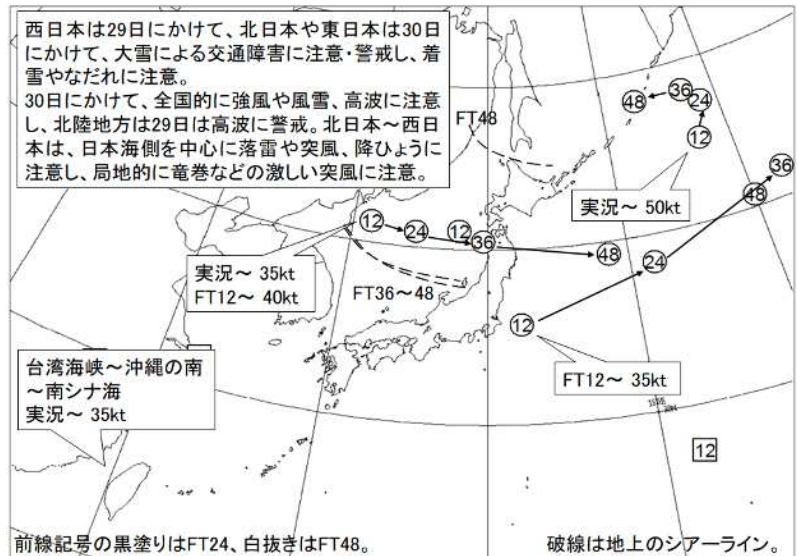 西日本は29日にかけて、北日本や東日本は30日
にかけて、大雪による交通障害に注意・警戒し、着
雪やなだれに注意。
30日にかけて、全国的に強風や風雪、高波に注意
し、北陸地方は29日は高波に警戒。北日本～西日
本は、日本海側を中心に落雷や突風、降ひょうに
注意し、局地的に竜巻などの激しい突風に注意。
FT48
48
36
24
12
36
48
実況～ 50kt
12
24
12
36
48
24
実況～ 35kt
FT12～ 40kt
FT36～48
12
FT12～ 35kt
台湾海峡～沖縄の南
～南シナ海
実況～ 35kt
12
前線記号の黒塗りはFT24、白抜きはFT48。
破線は地上のシアーライン。